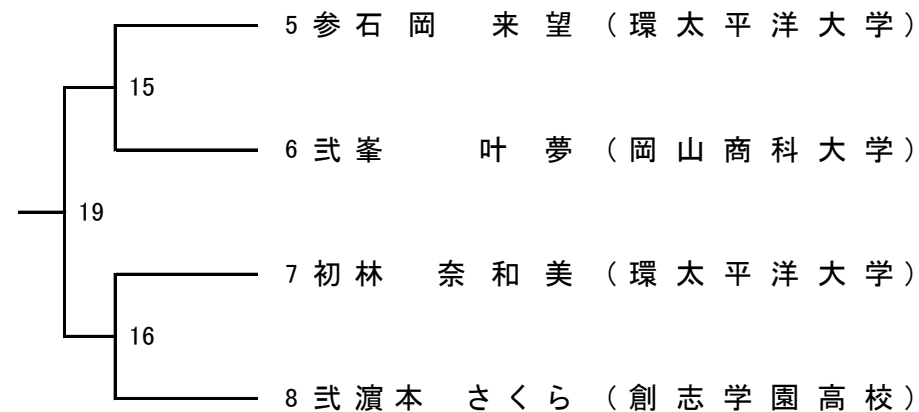 5 参 石岡 来望 (環太平洋大学)
15
6 弐 峯 叶夢 (岡山商科大学)
19
7 初 林 奈和美 (環太平洋大学)
16
8 弐 濵本 さくら (創志学園高校)